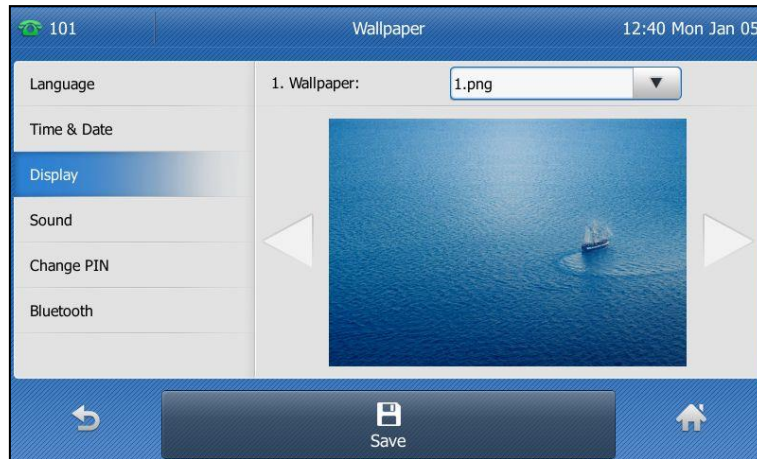 101 Wallpaper 12:40 Mon Jan 05
Language
Time & Date
Display
Sound
Change PIN
Bluetooth
1. Wallpaper: 1.png
Save